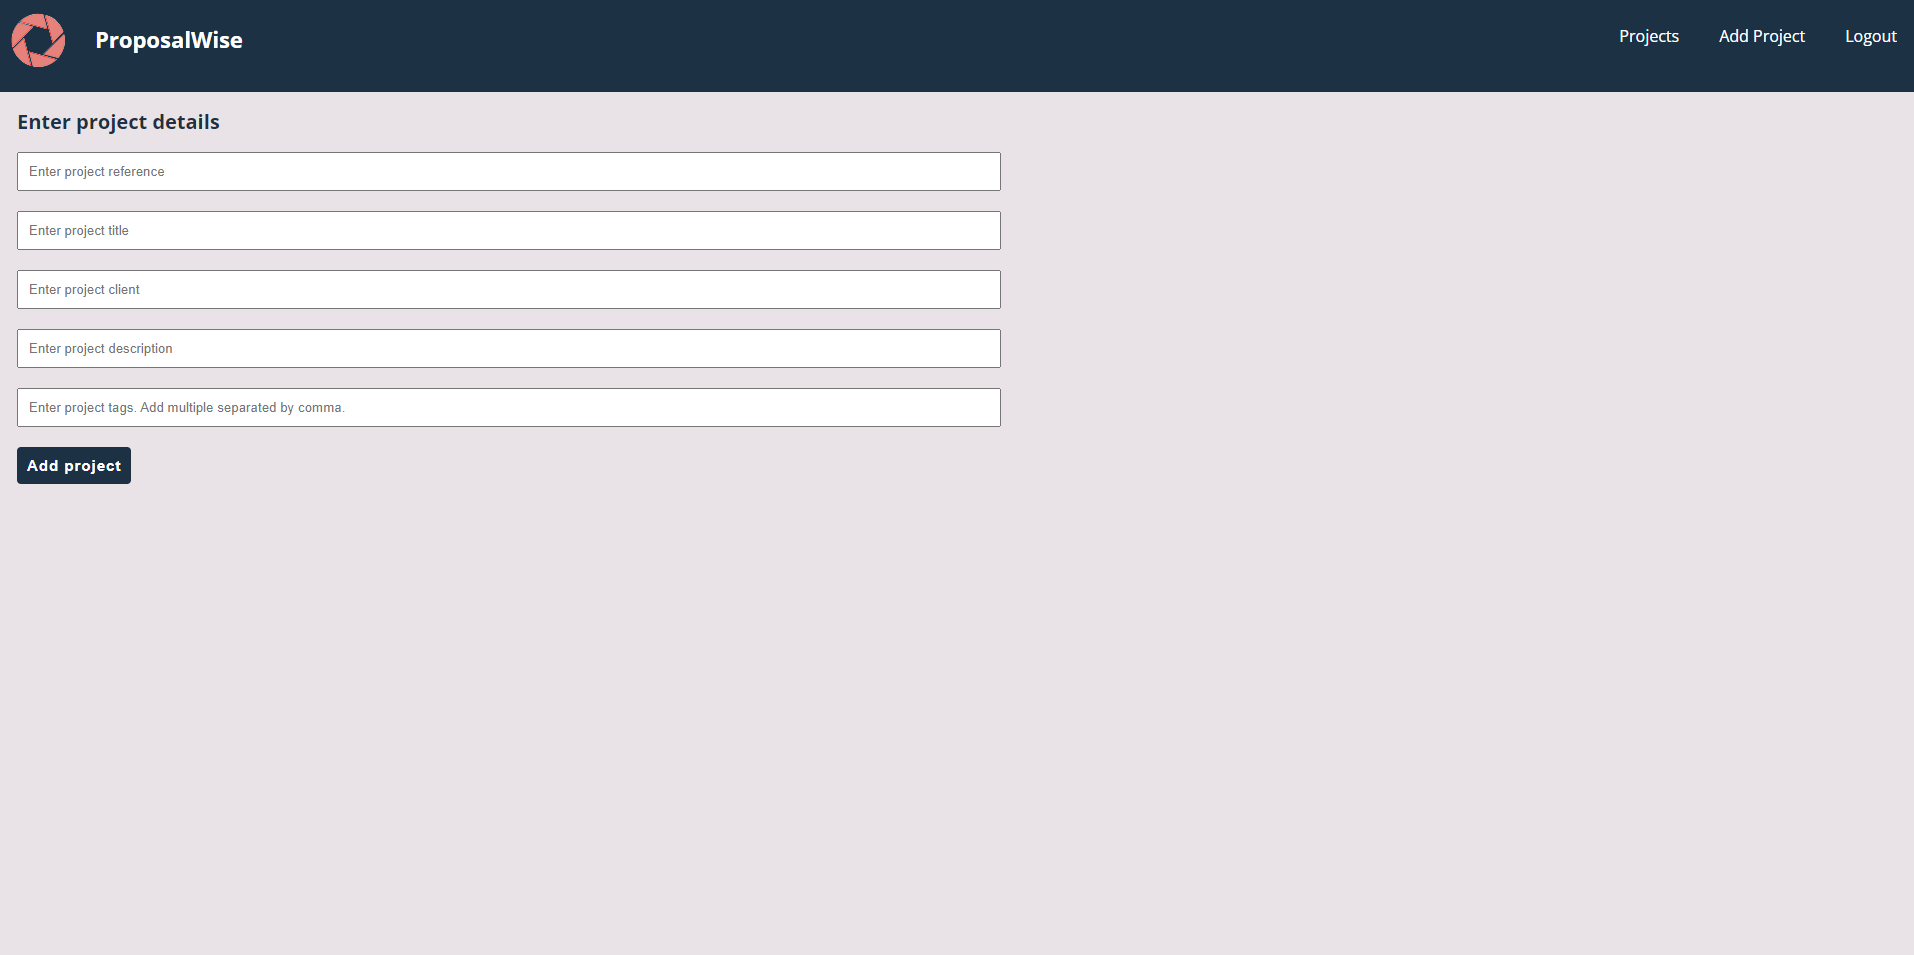 ProposalWise
Projects
Add Project
Logout
Enter project details
Enter project reference
Enter project title
Enter project client
Enter project description
Enter project tags. Add multiple separated by comma.
Add project